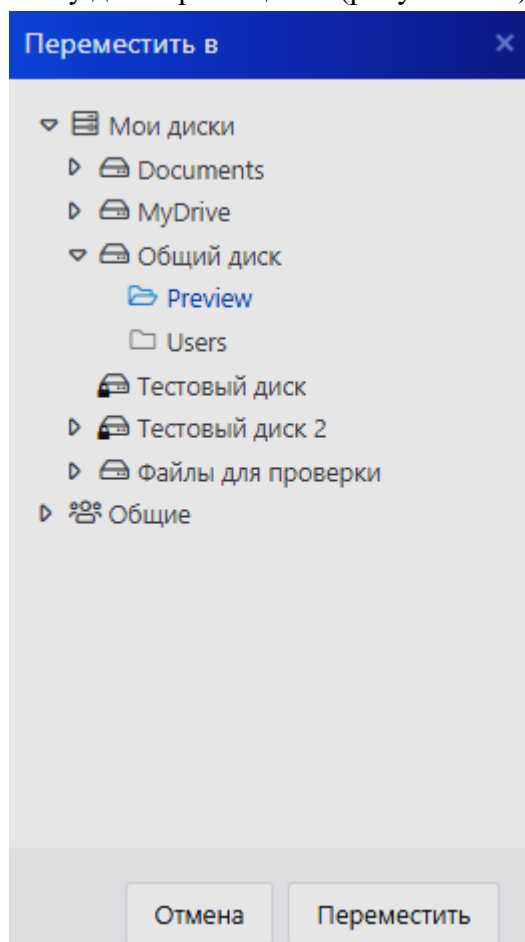 Переместить в
Мои диски
Documents
MyDrive
Общий диск
Preview
Users
Тестовый диск
Тестовый диск 2
Файлы для проверки
Общие
Отмена Переместить